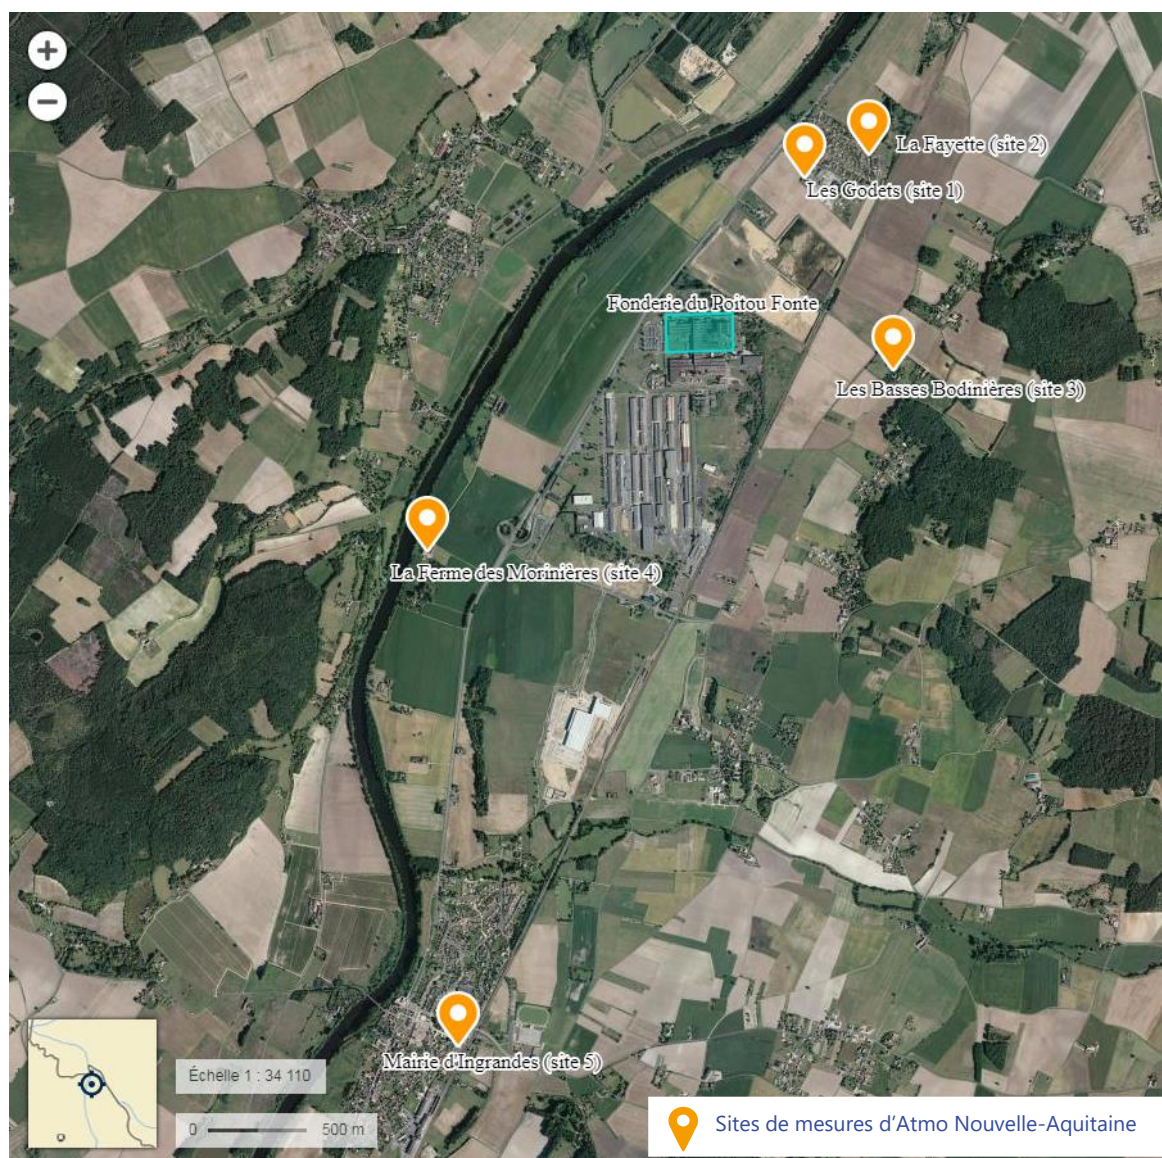 +
−
La Fayette (site 2)
Les Godets (site 1)
Fonderie du Poitou Fonte
Les Basses Bodinières (site 3)
La Ferme des Morinières (site 4)
Mairie d'Ingrandes (site 5)
Échelle 1 : 34 110
0 500 m
Sites de mesures d'Atmo Nouvelle-Aquitaine